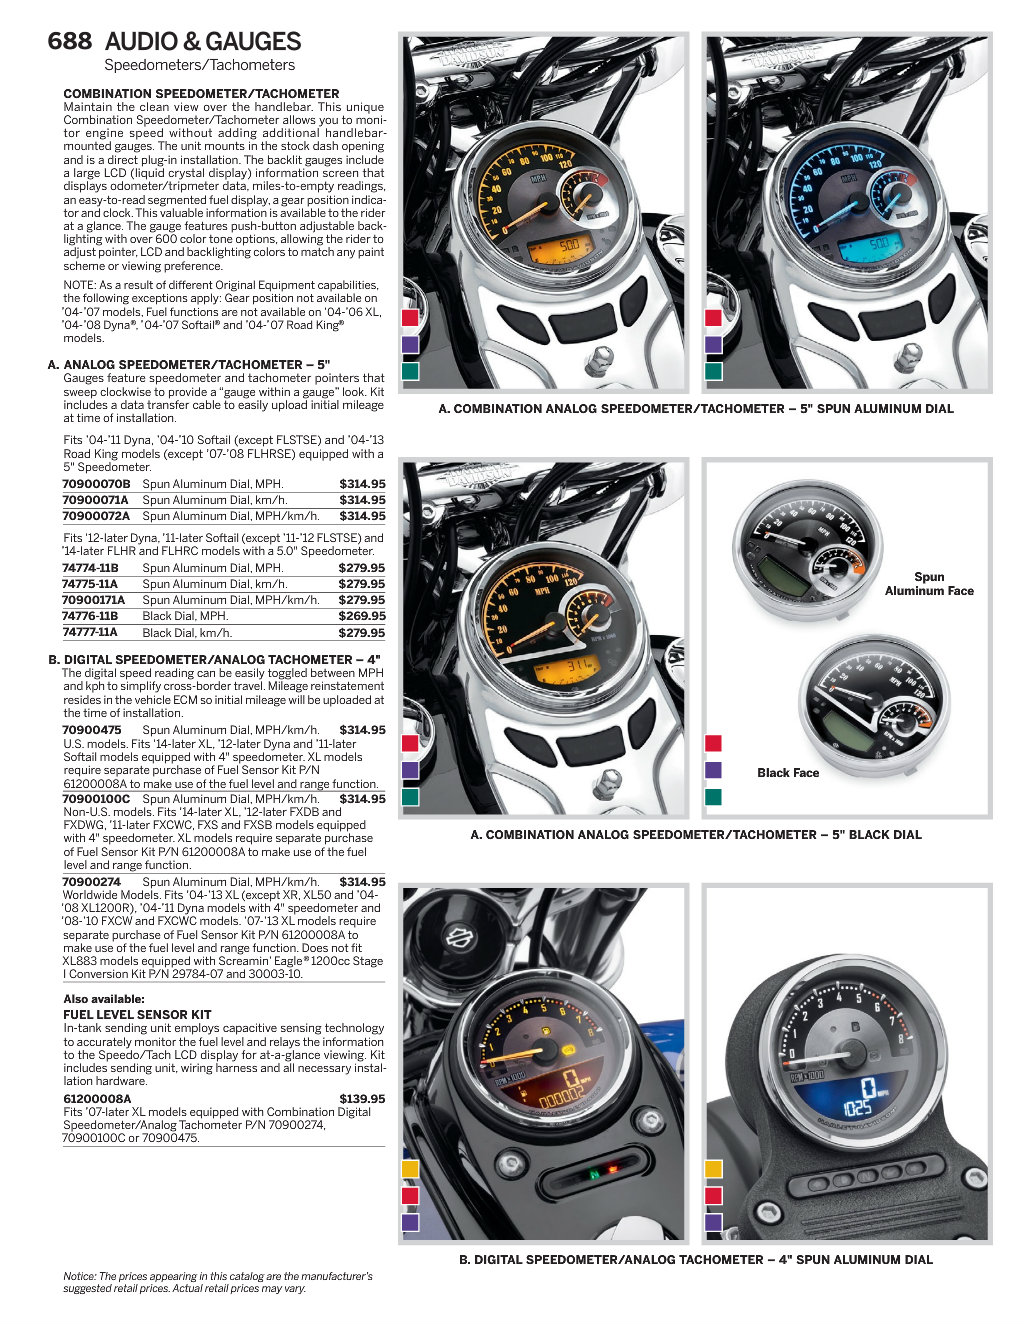 688 AUDIO & GAUGES
Speedometers/Tachometers
COMBINATION SPEEDOMETER/TACHOMETER
Maintain the clean view over the handlebar. This unique
Combination Speedometer/Tachometer allows you to moni-
tor engine speed without adding additional handlebar-
mounted gauges. The unit mounts in the stock dash opening
and is a direct plug-in installation. The backlit gauges include
a large LCD (liquid crystal display) information screen that
displays odometer/tripmeter data, miles-to-empty readings,
an easy-to-read segmented fuel display, a gear position indica-
tor and clock. This valuable information is available to the rider
at a glance. The gauge features push-button adjustable back-
lighting with over 600 color tone options, allowing the rider to
adjust pointer, LCD and backlighting colors to match any paint
scheme or viewing preference.
NOTE: As a result of different Original Equipment capabilities,
the following exceptions apply: Gear position not available on
'04-'07 models, Fuel functions are not available on '04-'06 XL,
'04-'08 Dyna®, '04-'07 Softail® and '04-'07 Road King®
models.
A. ANALOG SPEEDOMETER/TACHOMETER – 5"
Gauges feature speedometer and tachometer pointers that
sweep clockwise to provide a “gauge within a gauge” look. Kit
includes a data transfer cable to easily upload initial mileage
at time of installation.
Fits '04-'11 Dyna, '04-'10 Softail (except FLSTSE) and '04-'13
Road King models (except '07-'08 FLHRSE) equipped with a
5" Speedometer.
70900070B Spun Aluminum Dial, MPH. $314.95
70900071A Spun Aluminum Dial, km/h. $314.95
70900072A Spun Aluminum Dial, MPH/km/h. $314.95
Fits '12-later Dyna, '11-later Softail (except '11-'12 FLSTSE) and
'14-later FLHR and FLHRC models with a 5.0" Speedometer.
74774-11B Spun Aluminum Dial, MPH. $279.95
74775-11A Spun Aluminum Dial, km/h. $279.95
70900171A Spun Aluminum Dial, MPH/km/h. $279.95
74776-11B Black Dial, MPH. $269.95
74777-11A Black Dial, km/h. $279.95
B. DIGITAL SPEEDOMETER/ANALOG TACHOMETER – 4"
The digital speed reading can be easily toggled between MPH
and kph to simplify cross-border travel. Mileage reinstatement
resides in the vehicle ECM so initial mileage will be uploaded at
the time of installation.
70900475 Spun Aluminum Dial, MPH/km/h. $314.95
U.S. models. Fits '14-later XL, '12-later Dyna and '11-later
Softail models equipped with 4" speedometer. XL models
require separate purchase of Fuel Sensor Kit P/N
61200008A to make use of the fuel level and range function.
70900100C Spun Aluminum Dial, MPH/km/h. $314.95
Non-U.S. models. Fits '14-later XL, '12-later FXDB and
FXDWG, '11-later FXCWC, FXS and FXSB models equipped
with 4" speedometer. XL models require separate purchase
of Fuel Sensor Kit P/N 61200008A to make use of the fuel
level and range function.
70900274 Spun Aluminum Dial, MPH/km/h. $314.95
Worldwide Models. Fits '04-'13 XL (except XR, XL50 and '04-
'08 XL1200R), '04-'11 Dyna models with 4" speedometer and
'08-'10 FXCW and FXCWC models. '07-'13 XL models require
separate purchase of Fuel Sensor Kit P/N 61200008A to
make use of the fuel level and range function. Does not fit
XL883 models equipped with Screamin' Eagle® 1200cc Stage
I Conversion Kit P/N 29784-07 and 30003-10.
Also available:
FUEL LEVEL SENSOR KIT
In-tank sending unit employs capacitive sensing technology
to accurately monitor the fuel level and relays the information
to the Speedo/Tach LCD display for at-a-glance viewing. Kit
includes sending unit, wiring harness and all necessary instal-
lation hardware.
61200008A $139.95
Fits '07-later XL models equipped with Combination Digital
Speedometer/Analog Tachometer P/N 70900274,
70900100C or 70900475.
Notice: The prices appearing in this catalog are the manufacturer's
suggested retail prices. Actual retail prices may vary.
A. COMBINATION ANALOG SPEEDOMETER/TACHOMETER – 5" SPUN ALUMINUM DIAL
Spun
Aluminum Face
Black Face
A. COMBINATION ANALOG SPEEDOMETER/TACHOMETER – 5" BLACK DIAL
B. DIGITAL SPEEDOMETER/ANALOG TACHOMETER – 4" SPUN ALUMINUM DIAL